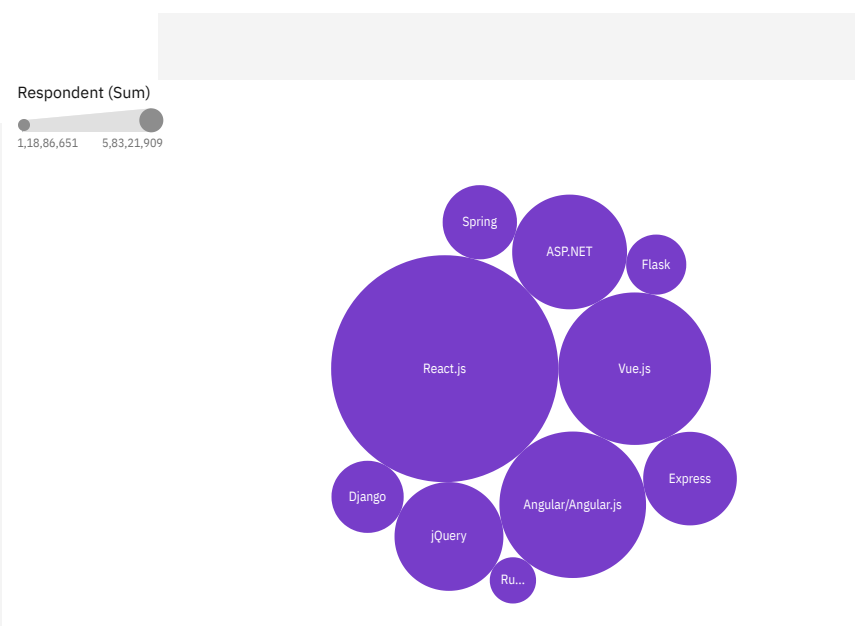 Respondent (Sum)
1,18,86,651 5,83,21,909
Spring
ASP.NET
Flask
React.js
Vue.js
Express
Django
Angular/Angular.js
jQuery
Ru...